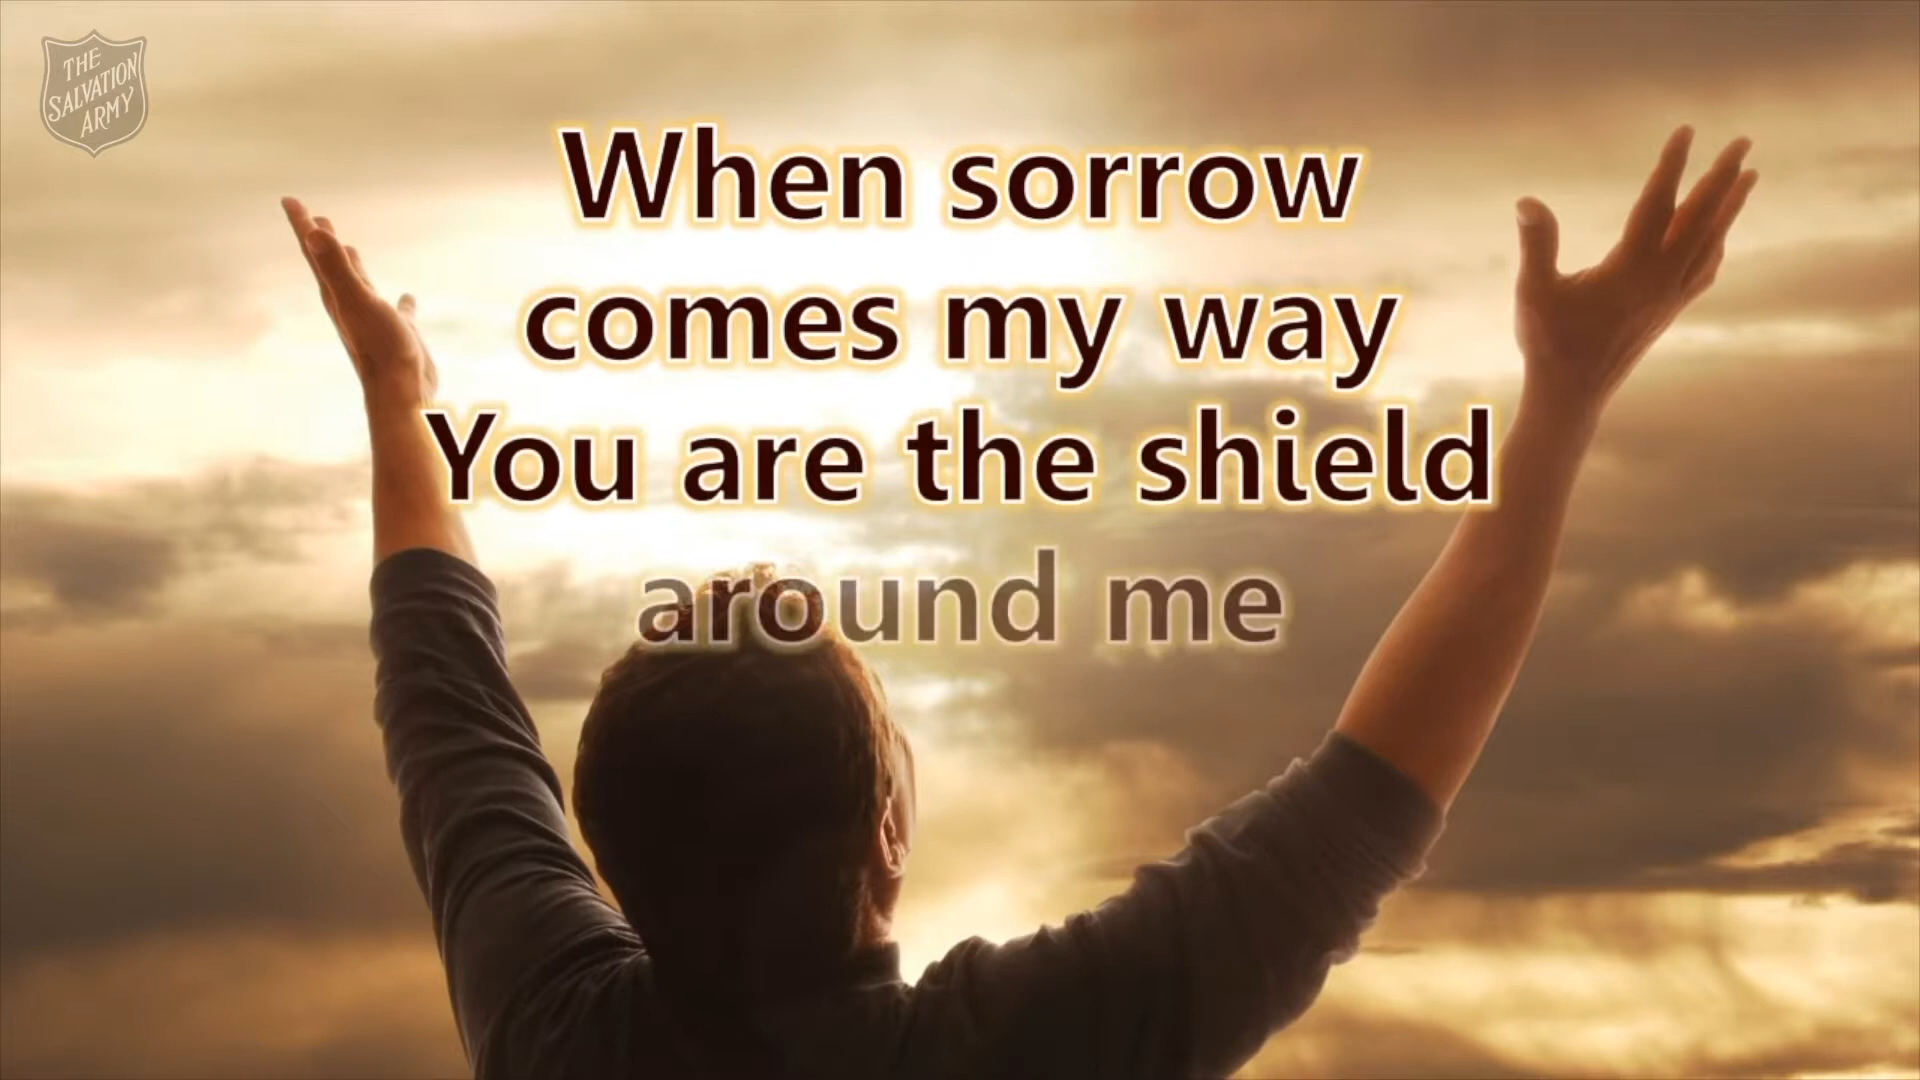 THE
SALVATION
ARMY
When sorrow
comes my way
You are the shield
around me